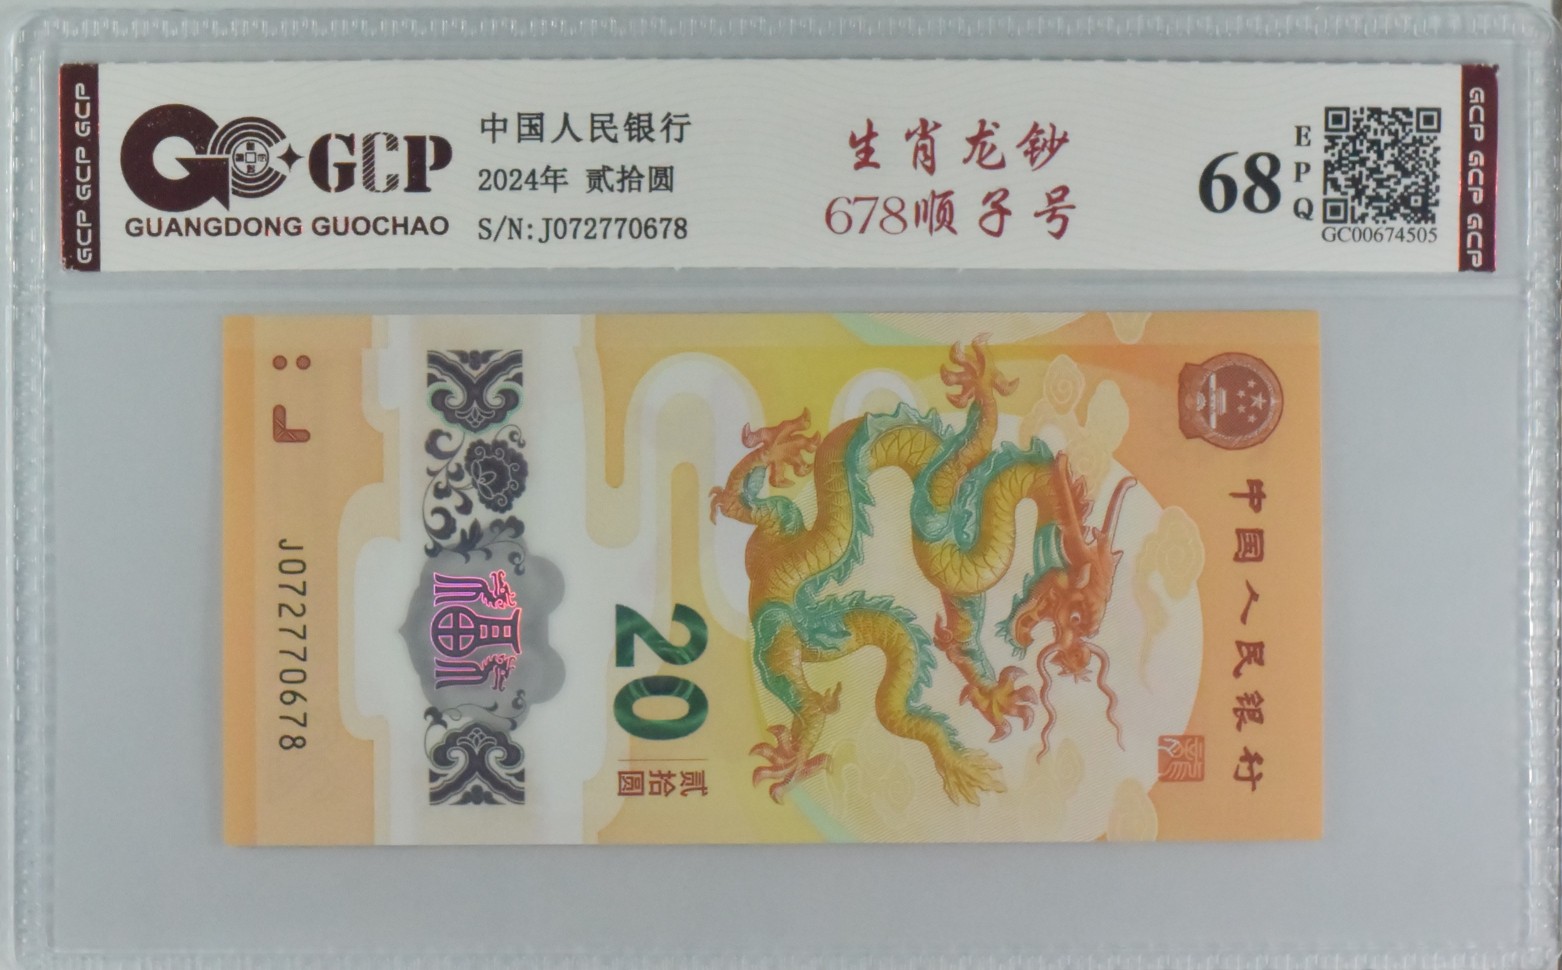 GCP GCP GCP
GCP
GUANGDONG GUOCHAO
中国人民银行
2024年 贰拾圆
S/N:J072770678
生肖龙钞
678顺子号
68
EPQ
GC00674505
GCP GCP GCP
中国人民银行
20
贰拾圆
J072770678